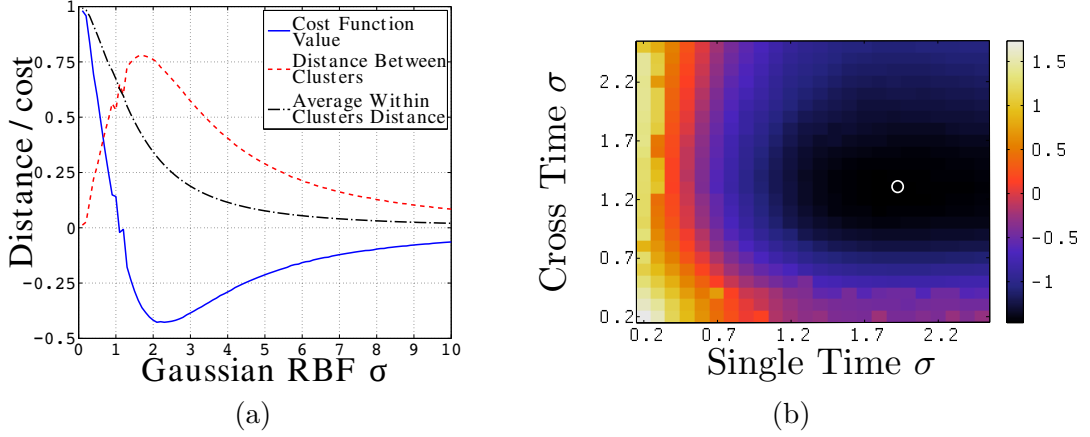 1
0.75
0.5
0.25
0
−0.25
−0.5
Distance / cost
Cost Function
Value
Distance Between
Clusters
Average Within
Clusters Distance
0 1 2 3 4 5 6 7 8 9 10
Gaussian RBF σ
(a)
2.2
1.7
1.2
0.7
0.2
Cross Time σ
0.2 0.7 1.2 1.7 2.2
Single Time σ
1.5
1
0.5
0
−0.5
−1
(b)